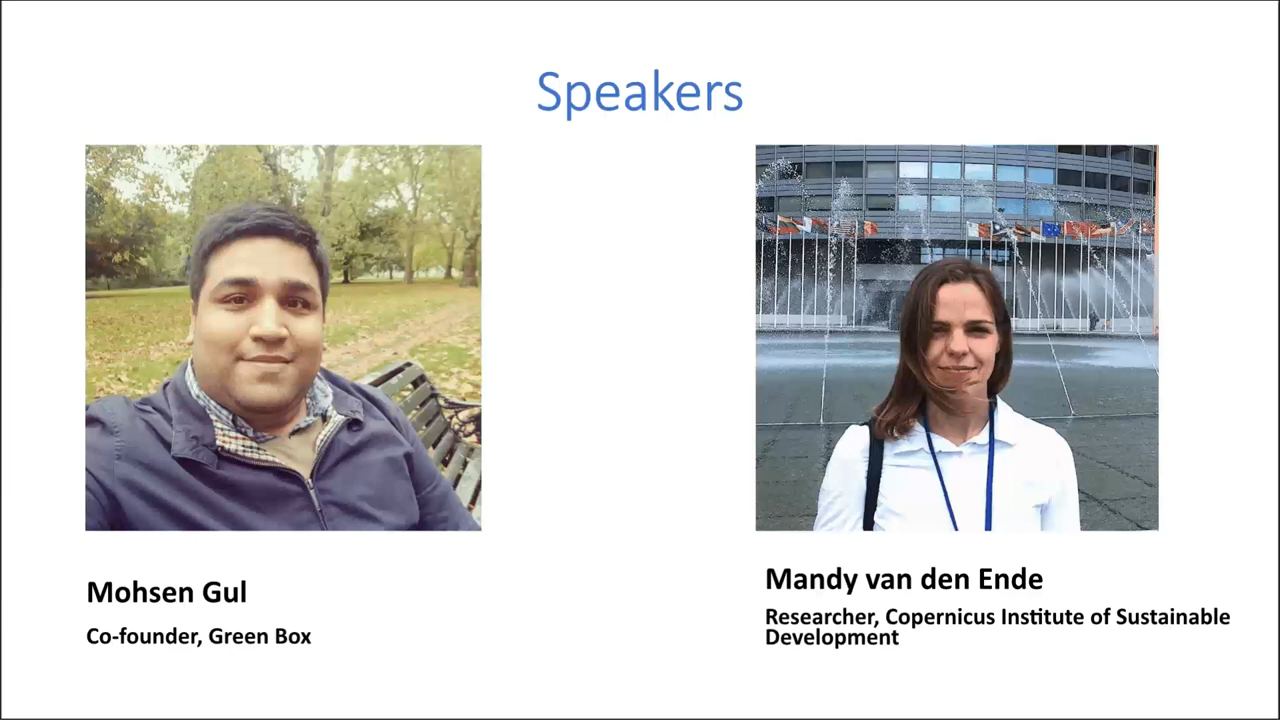 Speakers
Mohsen Gul
Co-founder, Green Box
Mandy van den Ende
Researcher, Copernicus Institute of Sustainable
Development